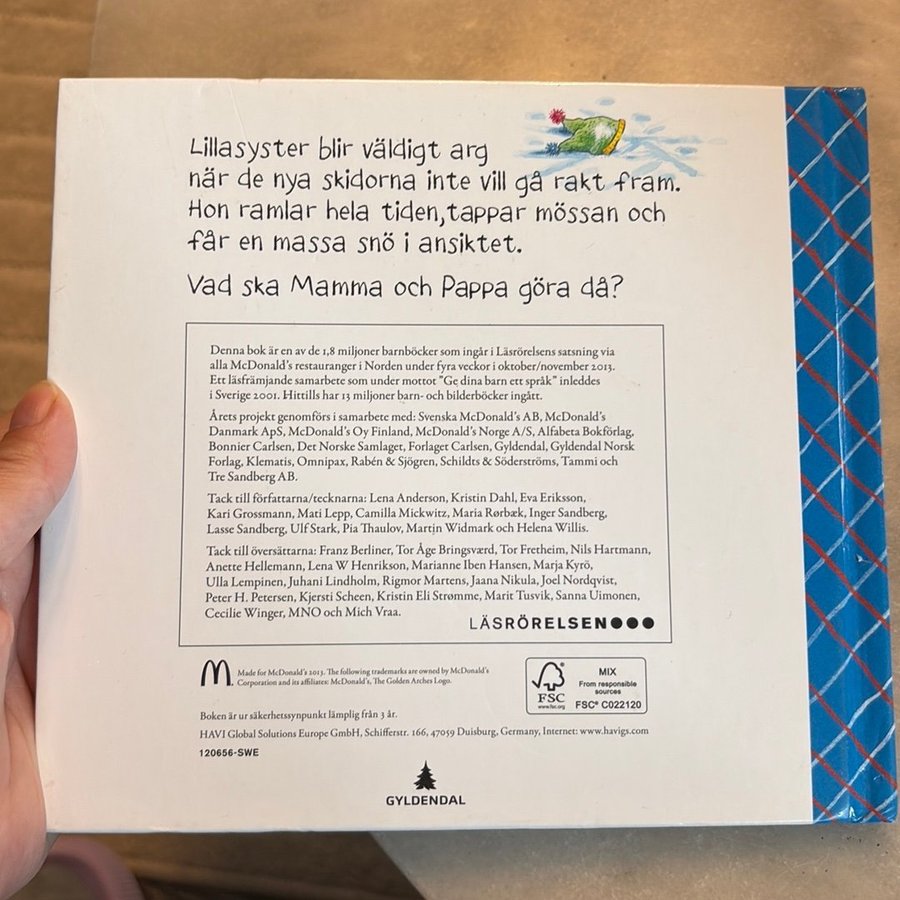 Lillasyster blir väldigt arg
när de nya skidorna inte vill gå rakt fram.
Hon ramlar hela tiden, tappar mössan och
får en massa snö i ansiktet.
Vad ska Mamma och Pappa göra då?
Denna bok är en av de 1,8 miljoner barnböcker som ingår i Läsrörelsens satsning via
alla McDonald's restauranger i Norden under fyra veckor i oktober/november 2013.
Ett läsfrämjande samarbete som under mottot "Ge dina barn ett språk" inleddes
i Sverige 2001. Hittills har 13 miljoner barn- och bilderböcker ingått.
Årets projekt genomförs i samarbete med: Svenska McDonald's AB, McDonald's
Danmark ApS, McDonald's Oy Finland, McDonald's Norge A/S, Alfabeta Bokförlag,
Bonnier Carlsen, Det Norske Samlaget, Forlaget Carlsen, Gyldendal, Gyldendal Norsk
Forlag, Klematis, Omnipax, Rabén & Sjögren, Schildts & Söderströms, Tammi och
Tre Sandberg AB.
Tack till författarna/tecknarna: Lena Anderson, Kristin Dahl, Eva Eriksson,
Kari Grossmann, Mati Lepp, Camilla Mickwitz, Maria Rørbæk, Inger Sandberg,
Lasse Sandberg, Ulf Stark, Pia Thaulov, Martin Widmark och Helena Willis.
Tack till översättarna: Franz Berliner, Tor Åge Bringsværd, Tor Fretheim, Nils Hartmann,
Anette Hellemann, Lena W Henrikson, Marianne Iben Hansen, Marja Kyrö,
Ulla Lempinen, Juhani Lindholm, Rigmor Martens, Jaana Nikula, Joel Nordqvist,
Peter H. Petersen, Kjersti Scheen, Kristin Eli Strømme, Marit Tusvik, Sanna Uimonen,
Cecilie Winger, MNO och Mich Vraa.
LÄSRÖRELSEN●●●
Made for McDonald's 2013. The following trademarks are owned by McDonald's
Corporation and its affiliates: McDonald's, The Golden Arches Logo.
FSC
www.fsc.org
MIX
From responsible
sources
FSC® C022120
Boken är ur säkerhetssynpunkt lämplig från 3 år.
HAVI Global Solutions Europe GmbH, Schifferstr. 166, 47059 Duisburg, Germany, Internet: www.havigs.com
120656-SWE
GYLDENDAL